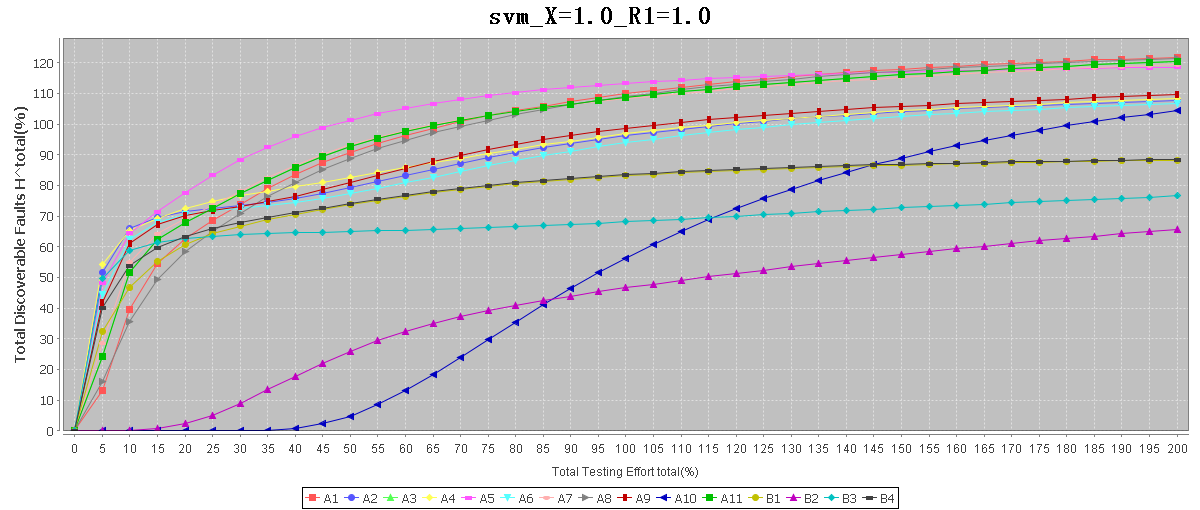 svm_X=1.0_R1=1.0
Total Discoverable Faults H^total(%)
120
110
100
90
80
70
60
50
40
30
20
10
0
0 5 10 15 20 25 30 35 40 45 50 55 60 65 70 75 80 85 90 95 100 105 110 115 120 125 130 135 140 145 150 155 160 165 170 175 180 185 190 195 200
Total Testing Effort total(%)
A1 A2 A3 A4 A5 A6 A7 A8 A9 A10 A11 B1 B2 B3 B4